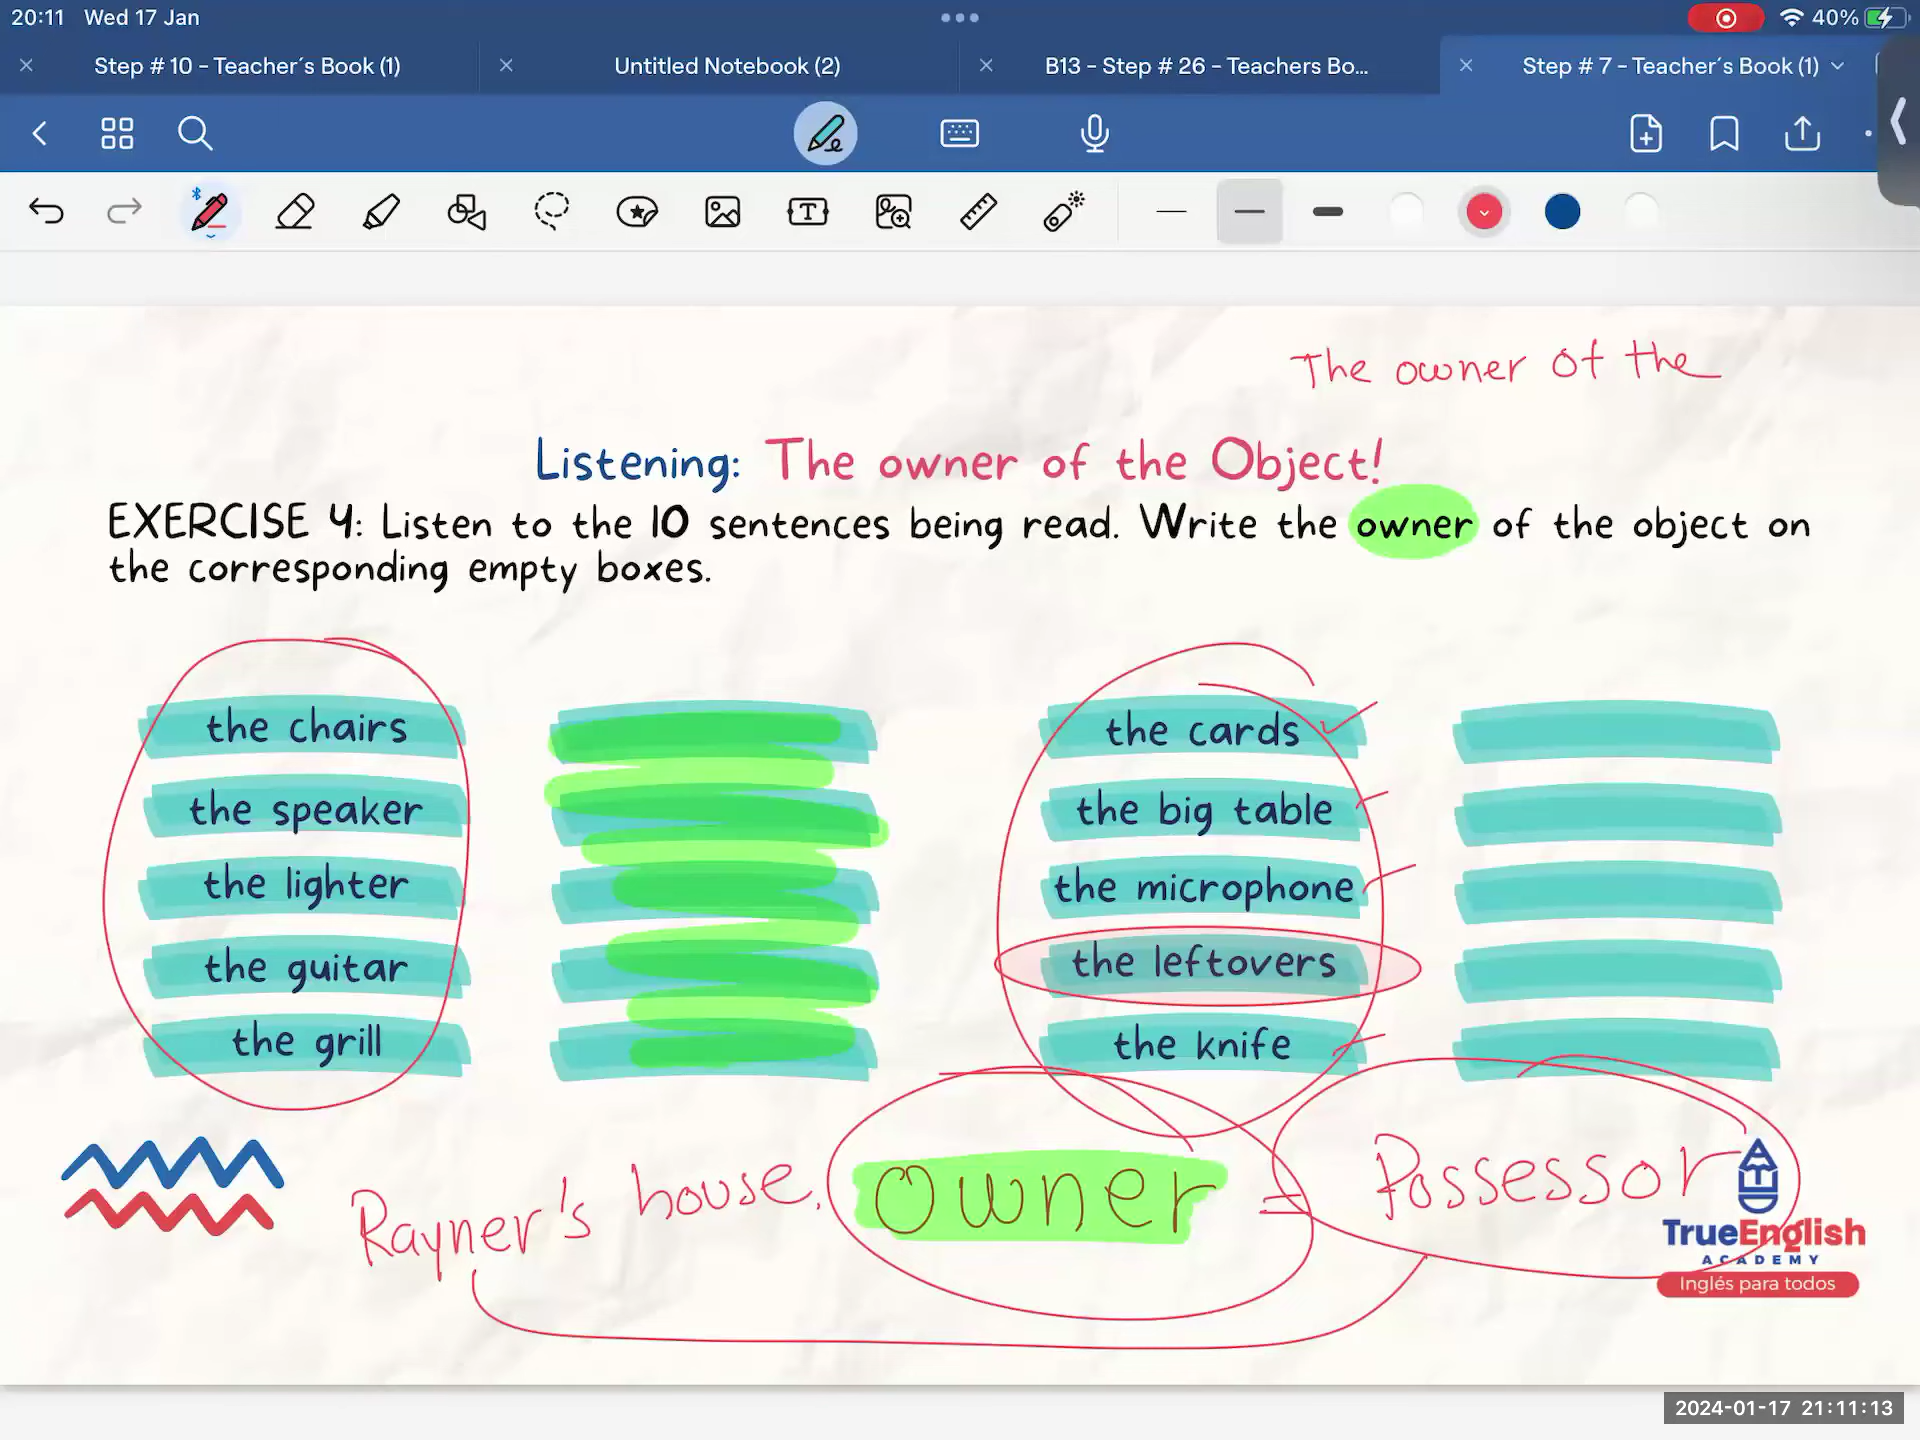 20:11 Wed 17 Jan
40%
Step # 10 - Teacher´s Book (1)
Untitled Notebook (2)
B13 - Step # 26 - Teachers Bo...
Step # 7 - Teacher´s Book (1)
The owner of the
Listening: The owner of the Object!
EXERCISE 4: Listen to the 10 sentences being read. Write the owner of the object on
the corresponding empty boxes.
the chairs
the speaker
the lighter
the guitar
the grill
the cards
the big table
the microphone
the leftovers
the knife
Rayner's house. Owner = Possessor
TrueEnglish
ACADEMY
Inglés para todos
2024-01-17 21:11:13